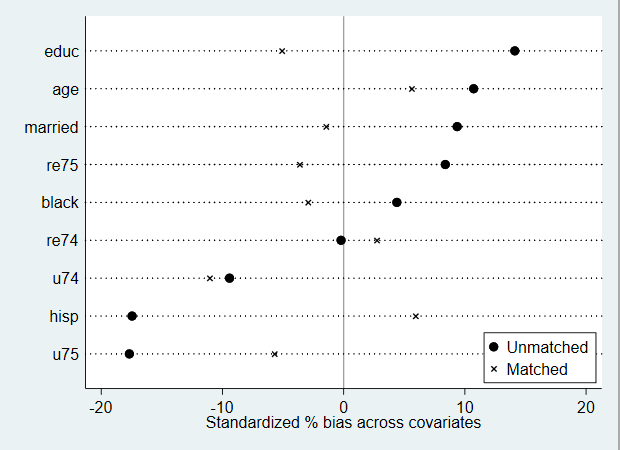 educ
age
married
re75
black
re74
u74
hisp
u75
Unmatched
Matched
-20 -10 0 10 20
Standardized % bias across covariates